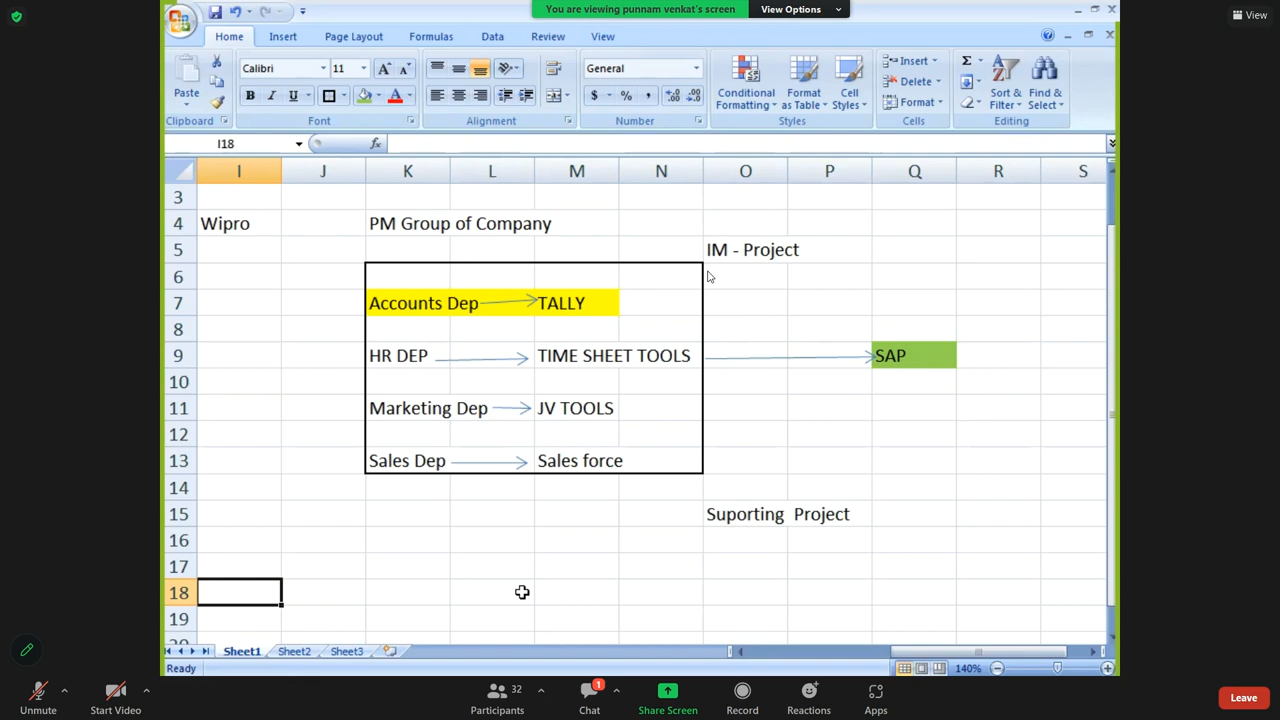 You are viewing punnam venkat's screen
View Options
View
Home Insert Page Layout Formulas Data Review View
Paste
Calibri 11
B I U
General
$ % ,
Conditional Formatting
Format as Table
Cell Styles
Insert
Delete
Format
Σ
Sort & Filter
Find & Select
Clipboard Font Alignment Number Styles Cells Editing
I18 fx
I J K L M N O P Q R S
3
4 Wipro PM Group of Company
5 IM - Project
6
7 Accounts Dep TALLY
8
9 HR DEP TIME SHEET TOOLS SAP
10
11 Marketing Dep JV TOOLS
12
13 Sales Dep Sales force
14
15 Suporting Project
16
17
18
19
20
Sheet1 Sheet2 Sheet3
Ready 140%
Unmute Start Video Participants 32 Chat 1 Share Screen Record Reactions Apps Leave